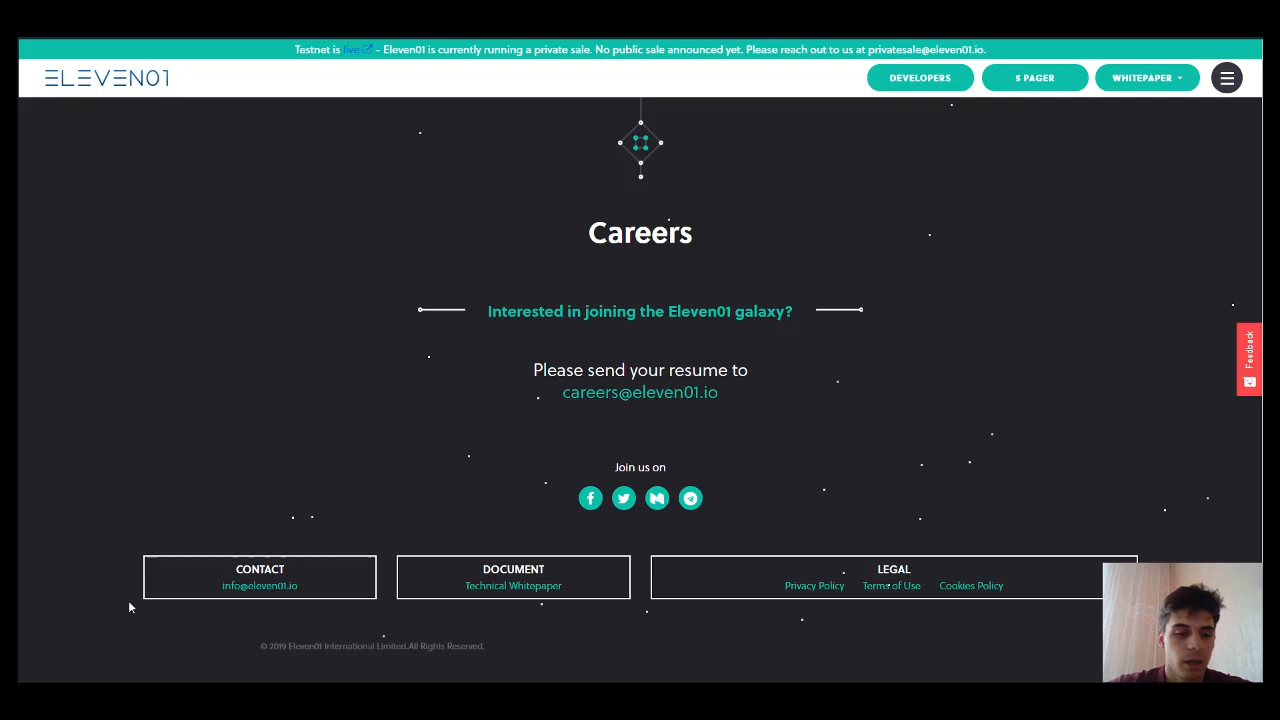 Testnet is live - Eleven01 is currently running a private sale. No public sale announced yet. Please reach out to us at privatesale@eleven01.io.
ELEVEN01
DEVELOPERS
5 PAGER
WHITEPAPER
Careers
Interested in joining the Eleven01 galaxy?
Feedback
Please send your resume to
careers@eleven01.io
Join us on
CONTACT
info@eleven01.io
DOCUMENT
Technical Whitepaper
LEGAL
Privacy Policy Terms of Use Cookies Policy
© 2019 Eleven01 International Limited.All Rights Reserved.